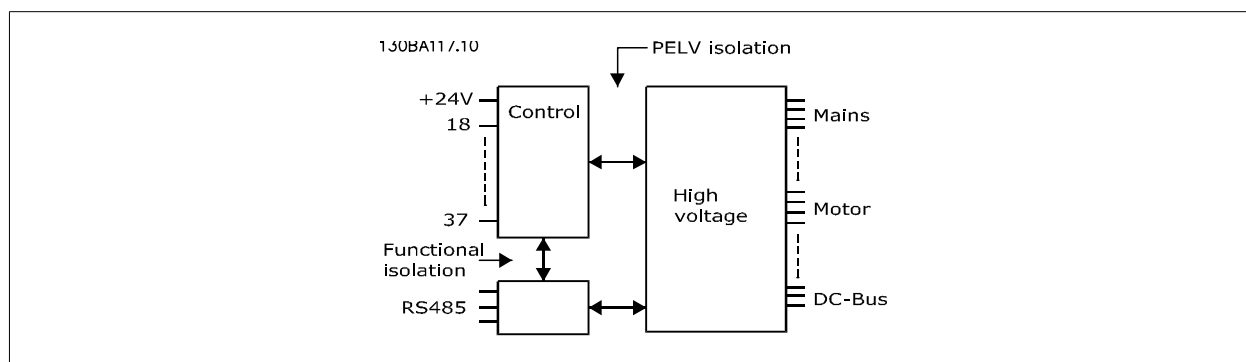 130BA117.10
PELV isolation
+24V
Control
18
Mains
High
voltage
37
Motor
Functional
isolation
RS485
DC-Bus